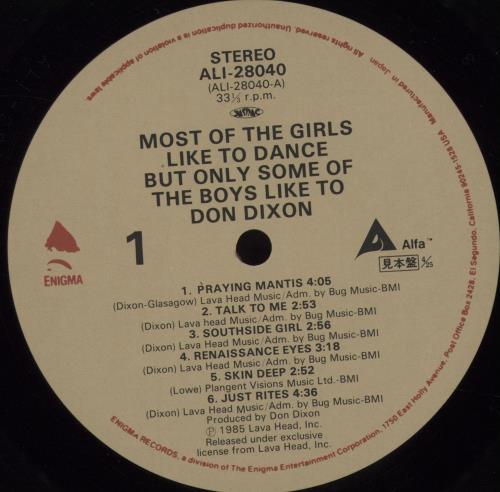 STEREO
ALI-28040
(ALI-28040-A)
33⅓ r.p.m.
MOST OF THE GIRLS
LIKE TO DANCE
BUT ONLY SOME OF
THE BOYS LIKE TO
DON DIXON
1
ENIGMA
Alfa™
見本盤
1. PRAYING MANTIS 4:05
(Dixon-Glasagow) Lava Head Music/Adm. by Bug Music-BMI
2. TALK TO ME 2:53
(Dixon) Lava head Music/Adm. by Bug Music-BMI
3. SOUTHSIDE GIRL 2:56
(Dixon) Lava Head Music/Adm. by Bug Music-BMI
4. RENAISSANCE EYES 3:18
(Dixon) Lava Head Music/Adm. by Bug Music-BMI
5. SKIN DEEP 2:52
(Lowe) Plangent Visions Music Ltd.-BMI
6. JUST RITES 4:36
(Dixon) Lava Head Music/Adm. by Bug Music-BMI
Produced by Don Dixon
℗ 1985 Lava Head, Inc.
Released under exclusive
license from Lava Head, Inc.
ENIGMA RECORDS, a division of The Enigma Entertainment Corporation, 1750 East Holly Avenue, Post Office Box 2428, El Segundo, California 90245-1528 USA Manufactured in Japan All rights reserved. Unauthorized duplication is a violation of applicable laws.